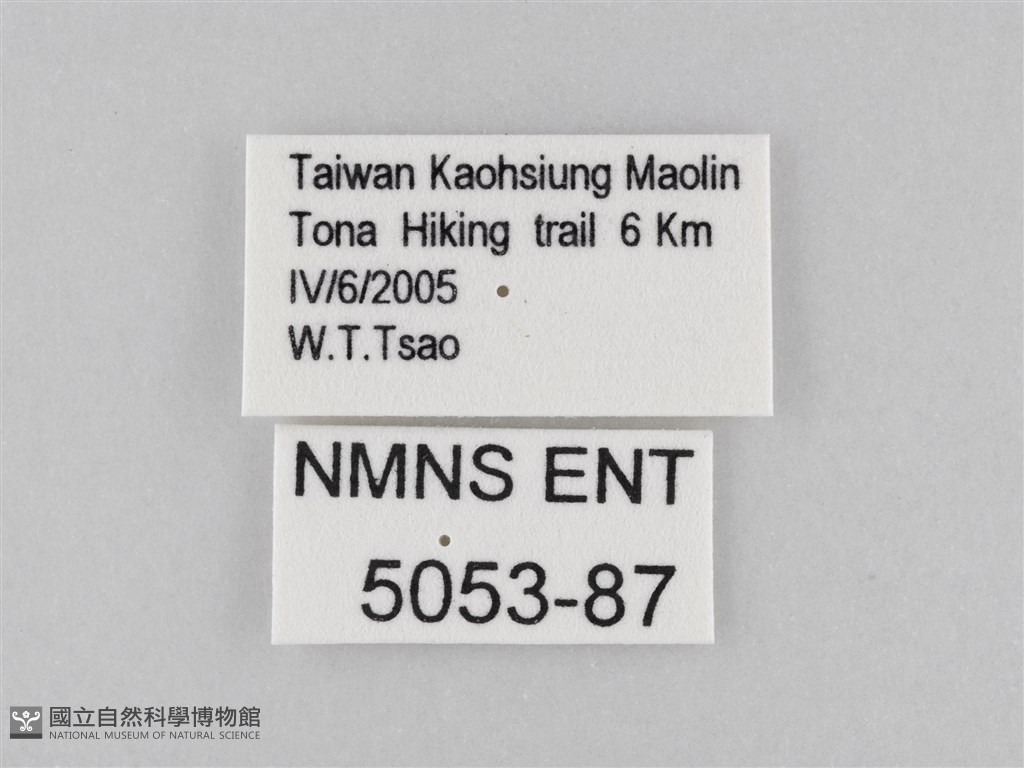 Taiwan Kaohsiung Maolin
Tona Hiking trail 6 Km
IV/6/2005
W.T.Tsao
NMNS ENT
5053-87
國立自然科學博物館
NATIONAL MUSEUM OF NATURAL SCIENCE